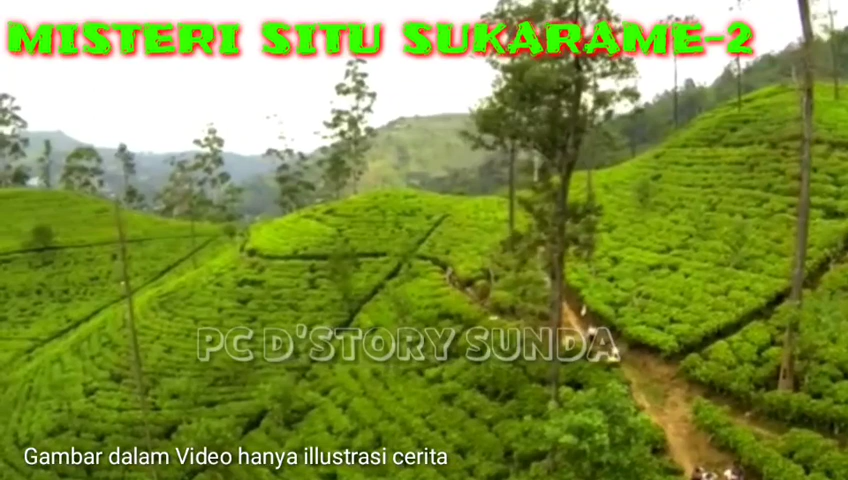 MISTERI SITU SUKARAME-2
PC D'STORY SUNDA
Gambar dalam Video hanya illustrasi cerita